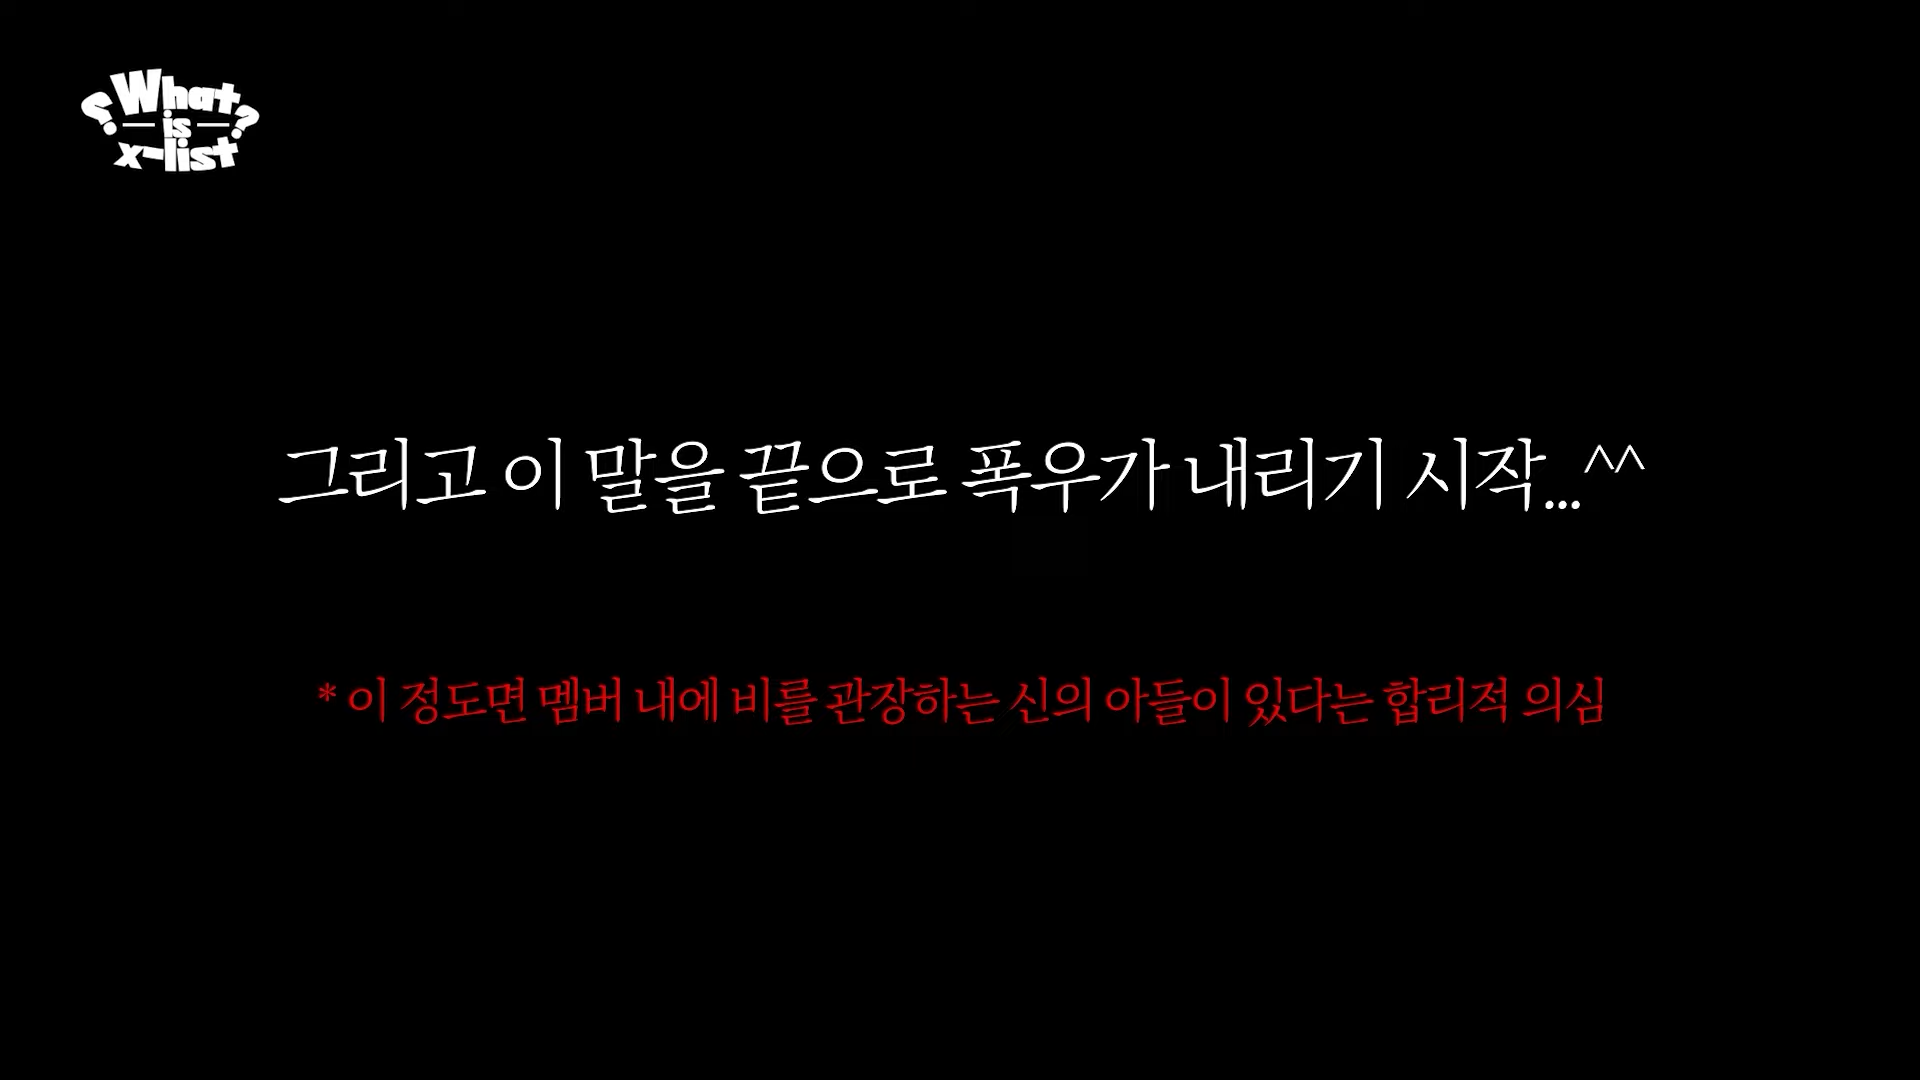 ?What?
is
x-list
그리고 이 말을 끝으로 폭우가 내리기 시작...^^
* 이 정도면 멤버 내에 비를 관장하는 신의 아들이 있다는 합리적 의심